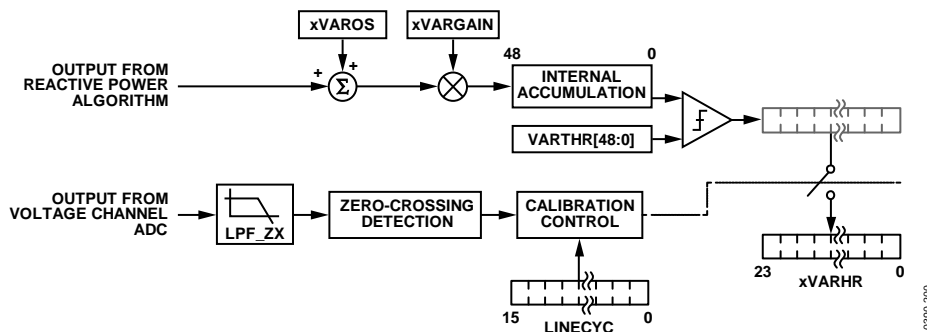 xVAROS
xVARGAIN
48
0
OUTPUT FROM
REACTIVE POWER
ALGORITHM
+
+
Σ
INTERNAL
ACCUMULATION
VARTHR[48:0]
OUTPUT FROM
VOLTAGE CHANNEL
ADC
LPF_ZX
ZERO-CROSSING
DETECTION
CALIBRATION
CONTROL
23
0
xVARHR
15
0
LINECYC